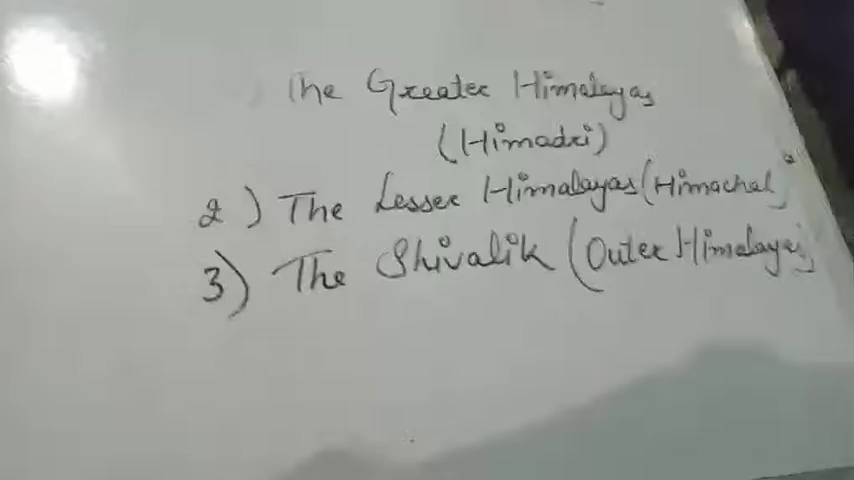 The Greater Himalayas
(Himadri)
2) The Lesser Himalayas (Himachal)
3) The Shivalik (Outer Himalayas)